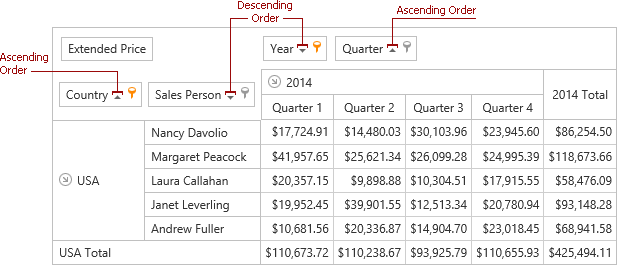 Descending
Order
Ascending Order
Extended Price
Year
Quarter
Ascending
Order
Country
Sales Person
2014
2014 Total
Quarter 1
Quarter 2
Quarter 3
Quarter 4
USA
Nancy Davolio $17,724.91 $14,480.03 $30,103.96 $23,945.60 $86,254.50
Margaret Peacock $41,957.65 $25,621.34 $26,099.28 $24,995.39 $118,673.66
Laura Callahan $20,357.15 $9,898.88 $10,304.51 $17,915.55 $58,476.09
Janet Leverling $19,952.45 $39,901.55 $12,513.34 $20,780.94 $93,148.28
Andrew Fuller $10,681.56 $20,336.87 $14,904.70 $23,018.45 $68,941.58
USA Total $110,673.72 $110,238.67 $93,925.79 $110,655.93 $425,494.11